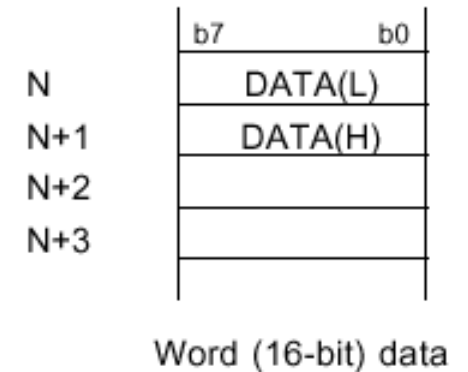 b7 b0
N DATA(L)
N+1 DATA(H)
N+2
N+3
Word (16-bit) data